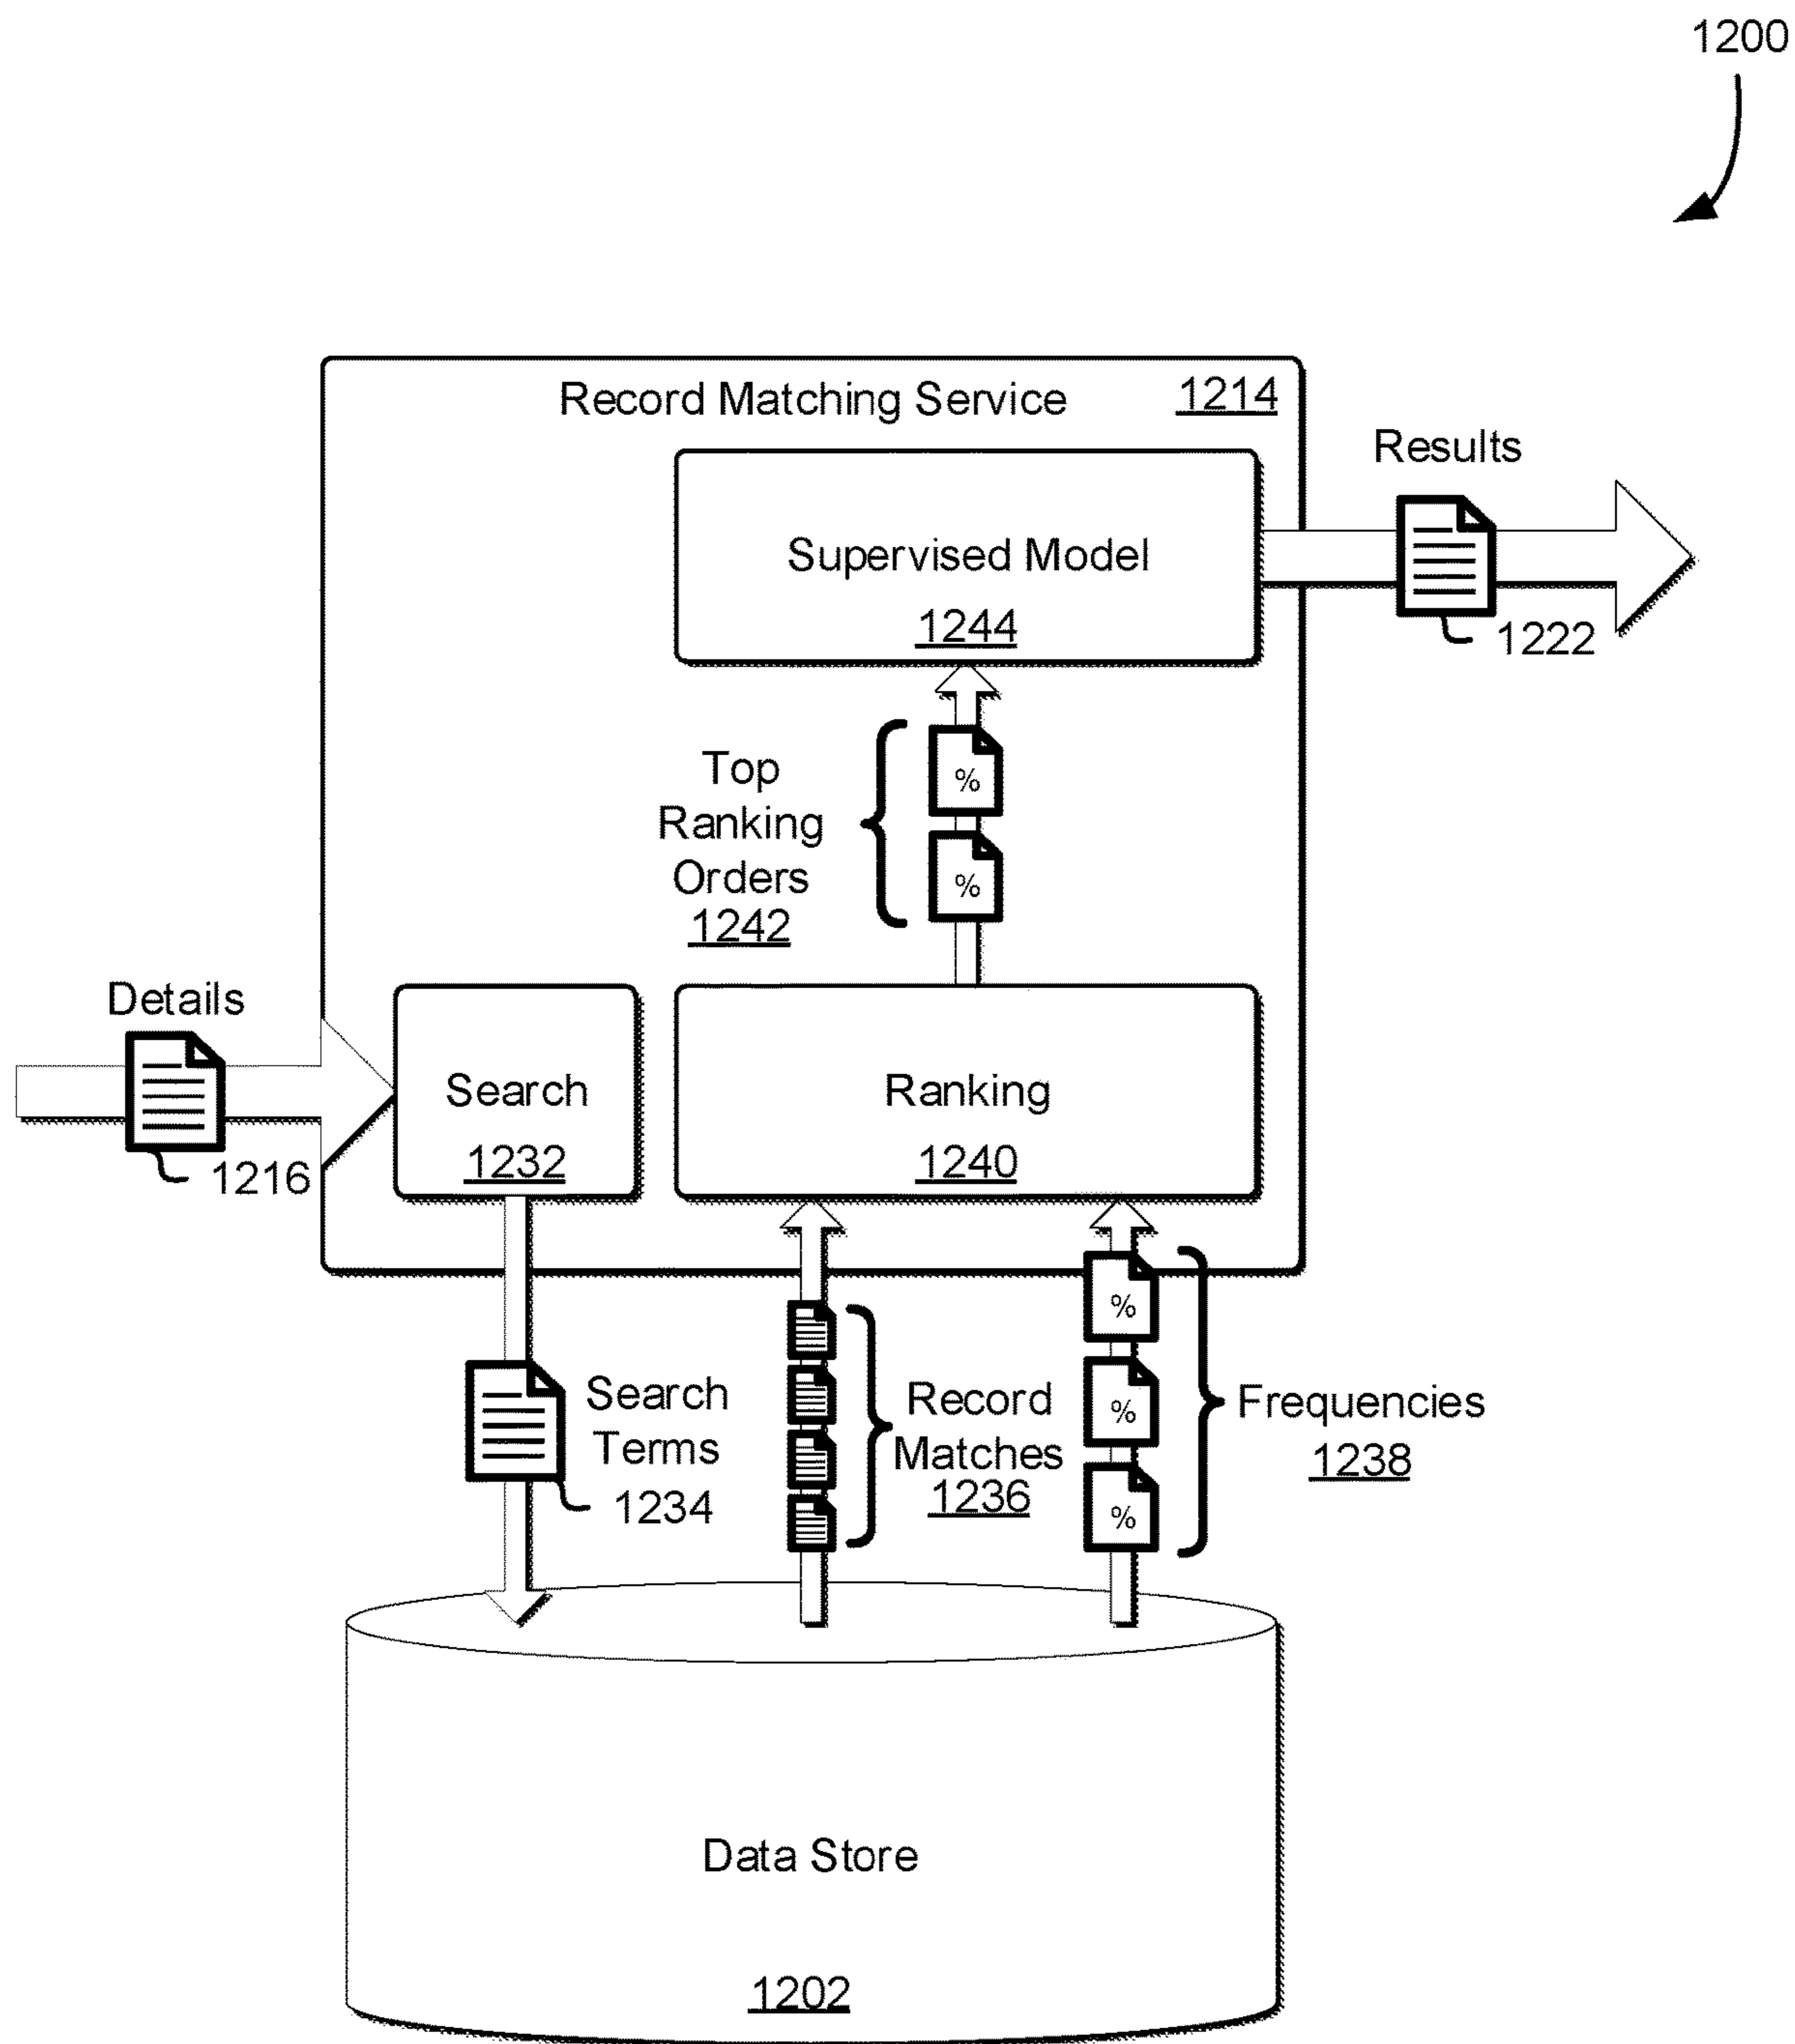 1200
Record Matching Service
1214
Supervised Model
1244
Results
1222
Top
Ranking
Orders
1242
%
%
Details
1216
Search
1232
Ranking
1240
Search
Terms
1234
Record
Matches
1236
%
%
%
Frequencies
1238
Data Store
1202